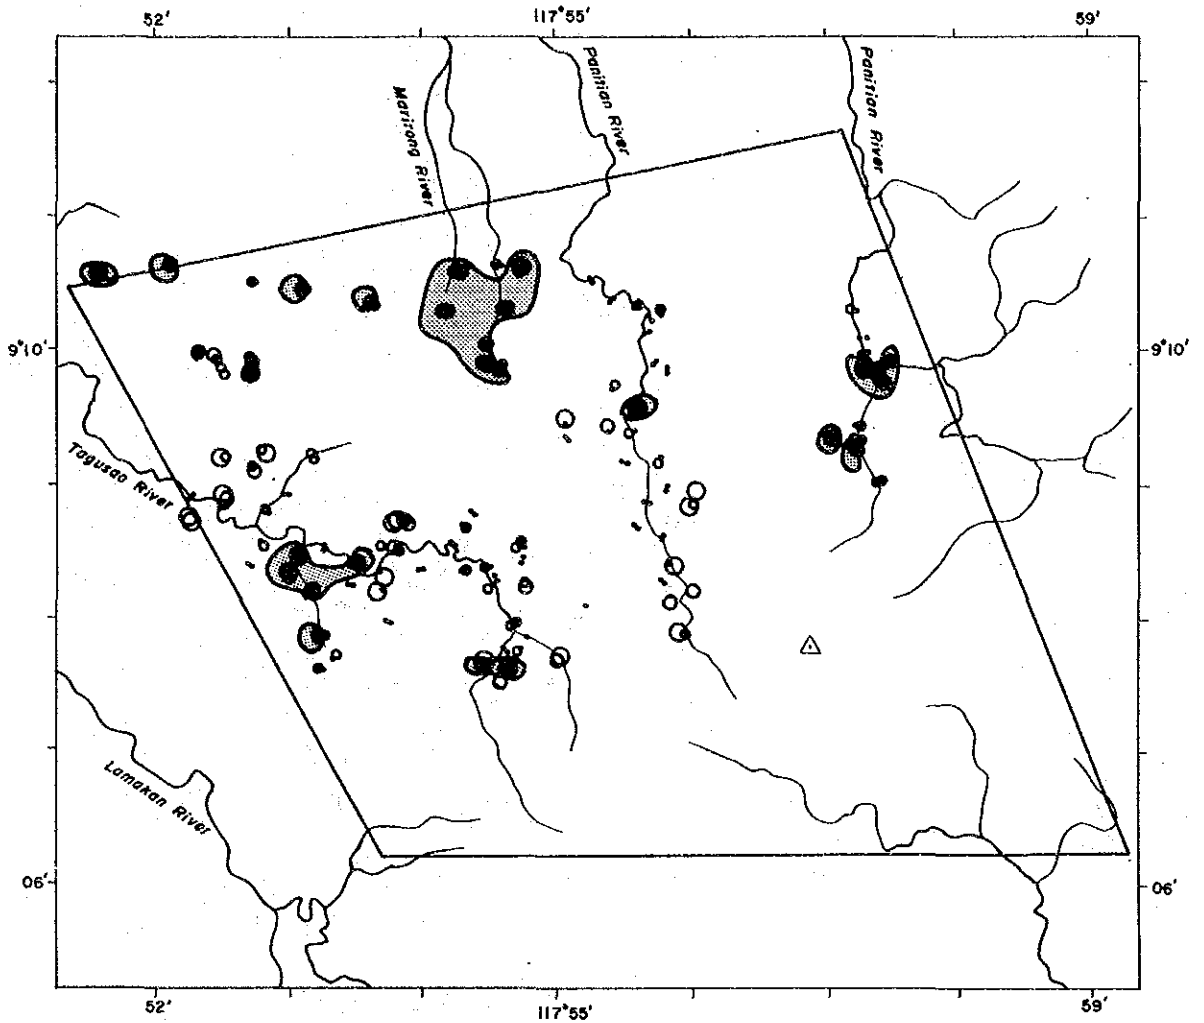 52′ 117°55′ 59′
Maritong River
Panitian River
Panitian River
9°10′ 9°10′
Tagusao River
Lamakan River
06′ 06′
52′ 117°55′ 59′